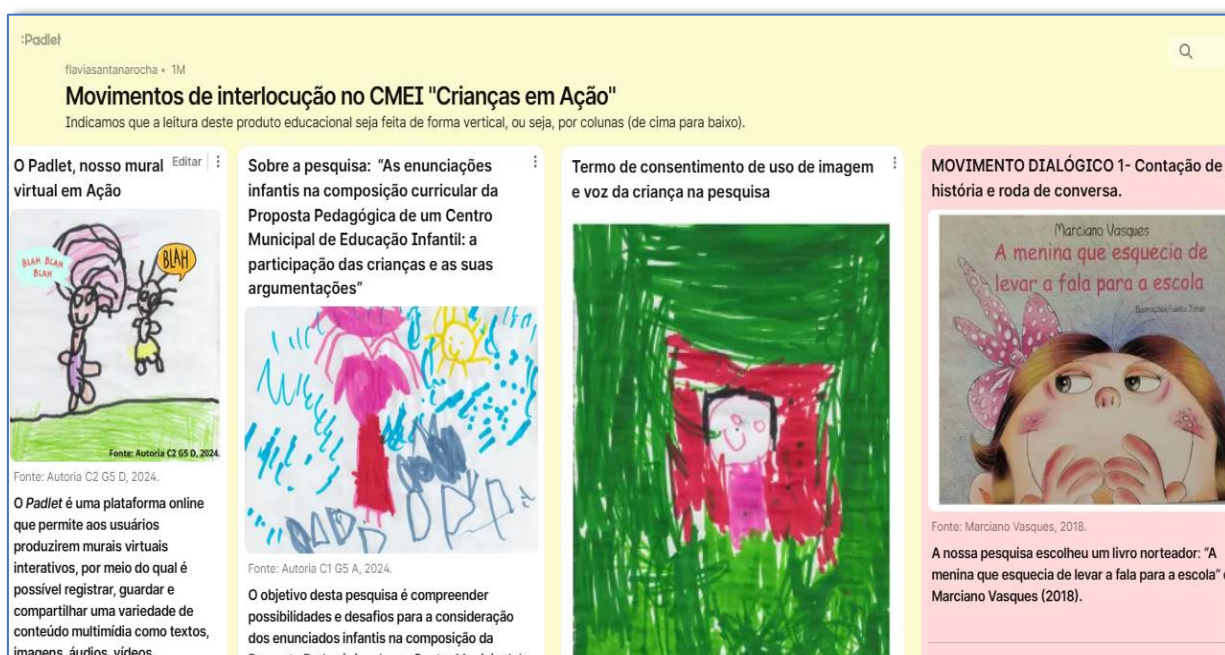 :Padlet
flaviasantanarocha • 1M
Movimentos de interlocução no CMEI "Crianças em Ação"
Indicamos que a leitura deste produto educacional seja feita de forma vertical, ou seja, por colunas (de cima para baixo).
O Padlet, nosso mural
virtual em Ação
Editar
BLAH BLAH
BLAH
BLAH
Fonte: Autoria C2 G5 D, 2024.
Fonte: Autoria C2 G5 D, 2024.
O Padlet é uma plataforma online
que permite aos usuários
produzirem murais virtuais
interativos, por meio do qual é
possível registrar, guardar e
compartilhar uma variedade de
conteúdo multimídia como textos,
imagens, áudios, vídeos
Sobre a pesquisa: "As enunciações
infantis na composição curricular da
Proposta Pedagógica de um Centro
Municipal de Educação Infantil: a
participação das crianças e as suas
argumentações"
Fonte: Autoria C1 G5 A, 2024.
O objetivo desta pesquisa é compreender
possibilidades e desafios para a consideração
dos enunciados infantis na composição da
Termo de consentimento de uso de imagem
e voz da criança na pesquisa
MOVIMENTO DIALÓGICO 1- Contação de
história e roda de conversa.
Marciano Vasques
A menina que esquecia de
levar a fala para a escola
Fonte: Marciano Vasques, 2018.
A nossa pesquisa escolheu um livro norteador: "A
menina que esquecia de levar a fala para a escola"
Marciano Vasques (2018).